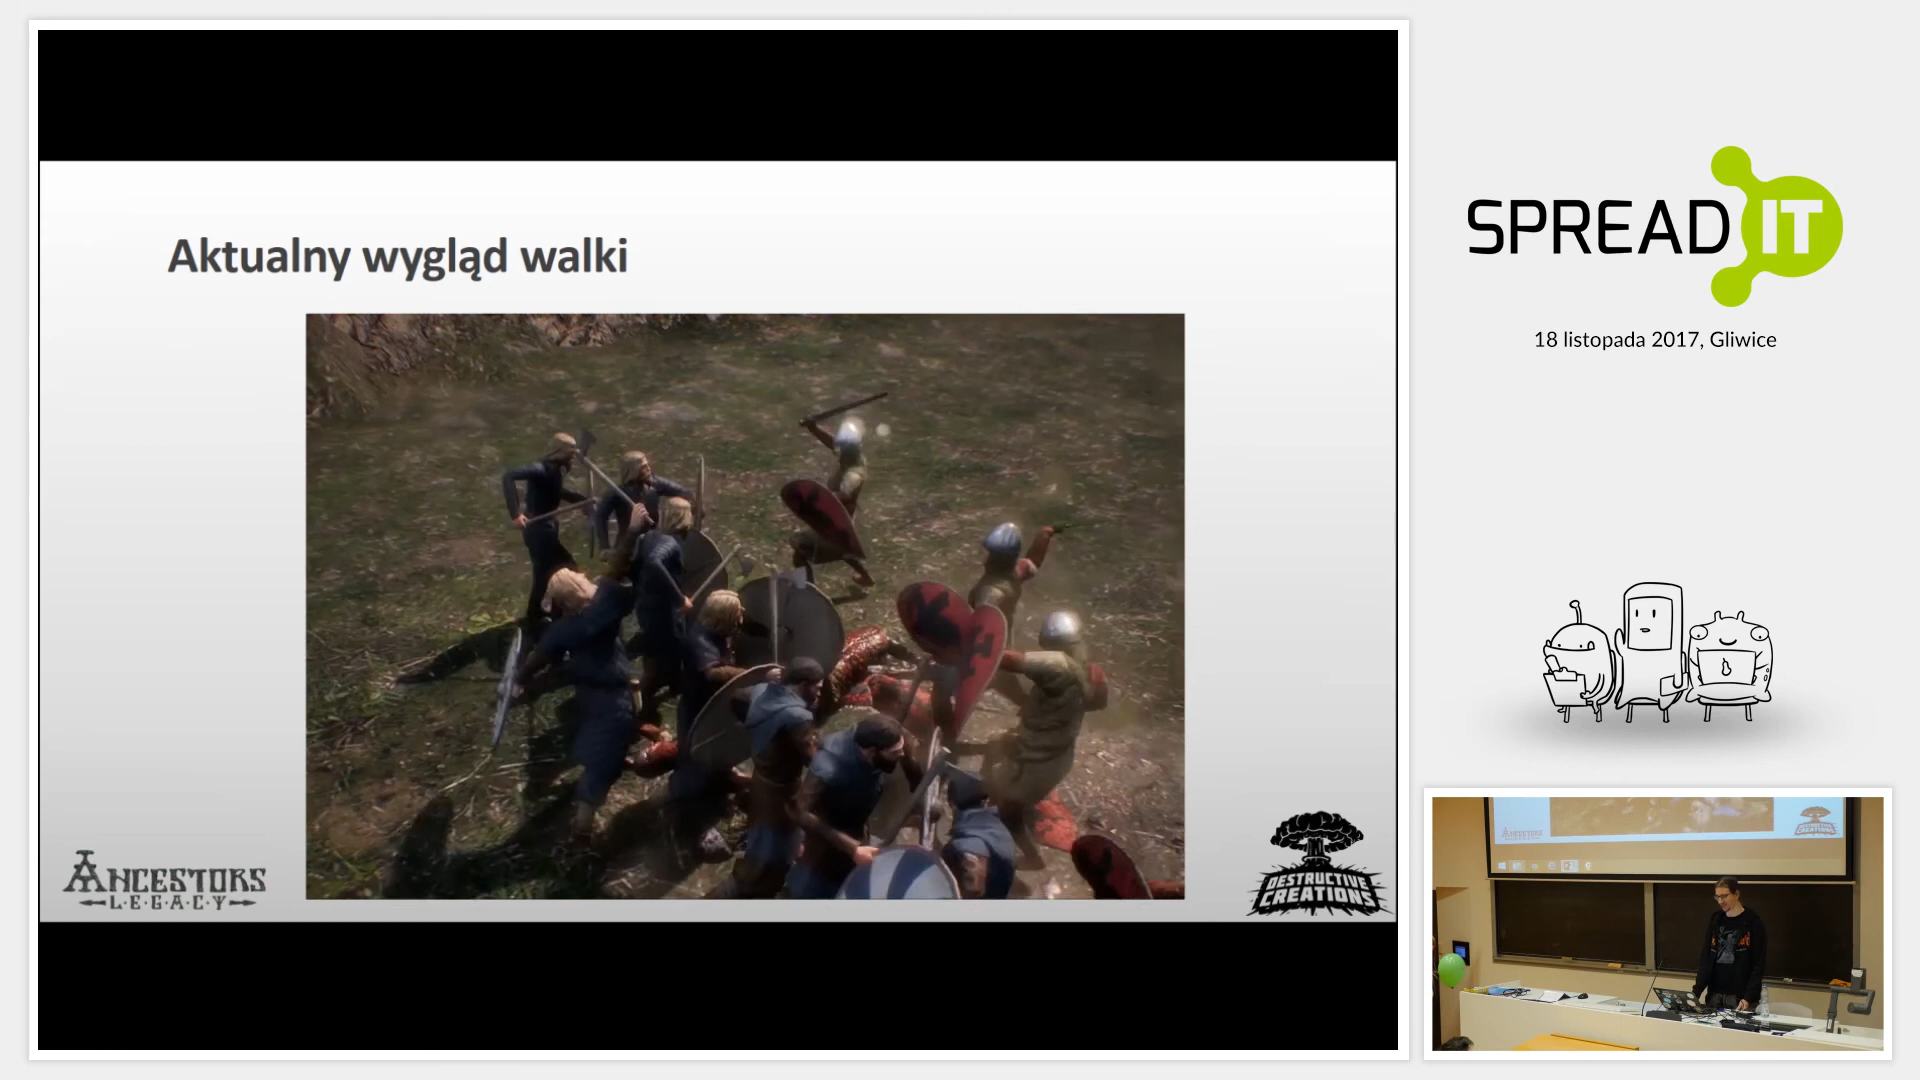 Aktualny wygląd walki
ANCESTORS
LEGACY
DESTRUCTIVE
CREATIONS
SPREAD IT
18 listopada 2017, Gliwice